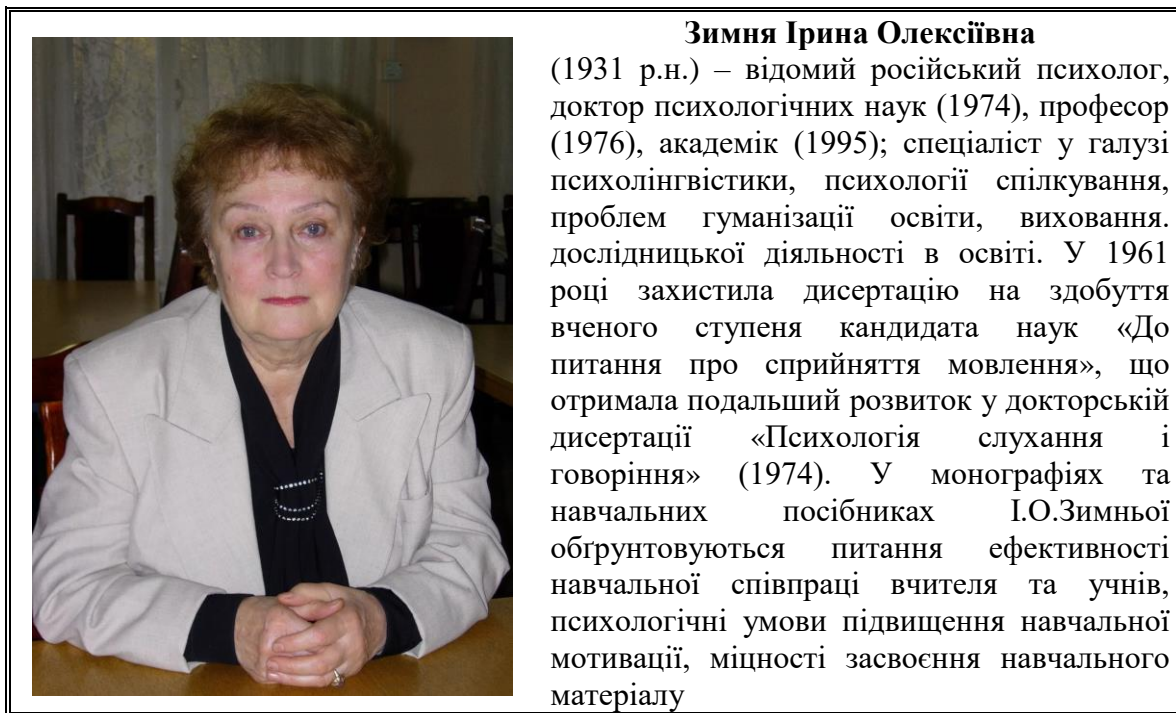 Зимня Ірина Олексіївна
(1931 р.н.) – відомий російський психолог,
доктор психологічних наук (1974), професор
(1976), академік (1995); спеціаліст у галузі
психолінгвістики, психології спілкування,
проблем гуманізації освіти, виховання.
дослідницької діяльності в освіті. У 1961
році захистила дисертацію на здобуття
вченого ступеня кандидата наук «До
питання про сприйняття мовлення», що
отримала подальший розвиток у докторській
дисертації «Психологія слухання і
говоріння» (1974). У монографіях та
навчальних посібниках І.О.Зимньої
обґрунтовуються питання ефективності
навчальної співпраці вчителя та учнів,
психологічні умови підвищення навчальної
мотивації, міцності засвоєння навчального
матеріалу